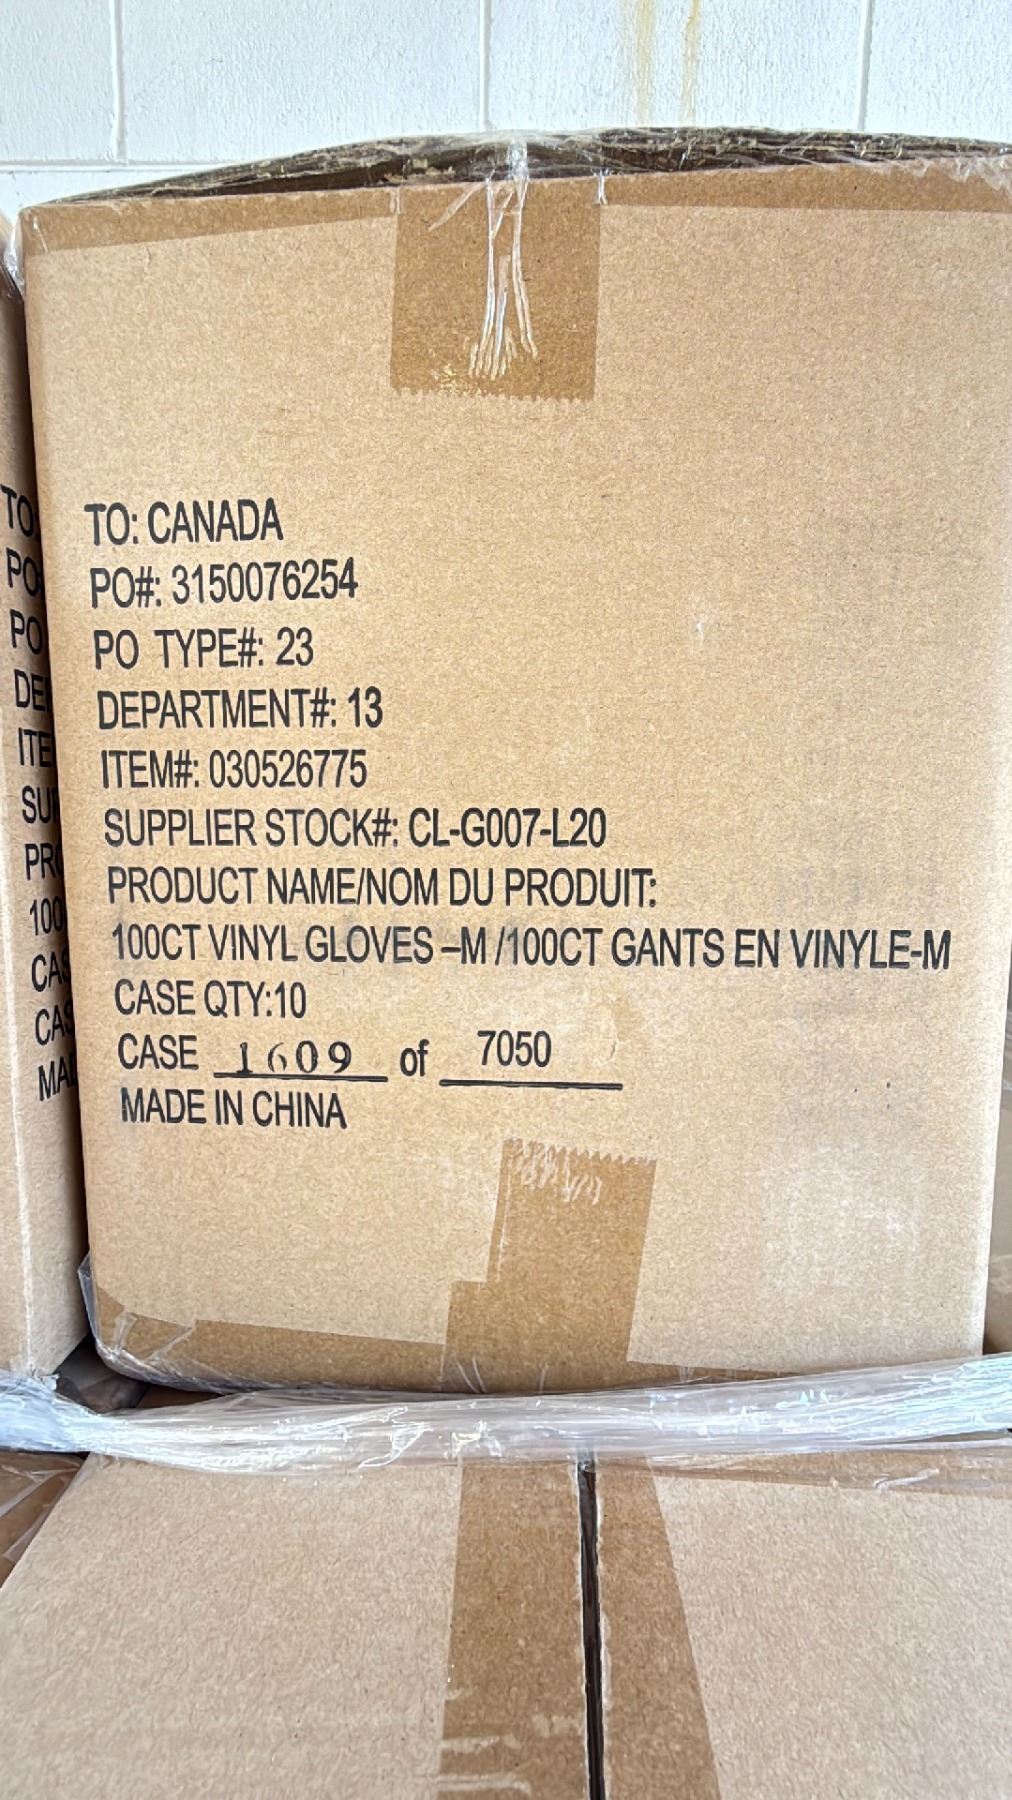 TO: CANADA
PO#: 3150076254
PO TYPE#: 23
DEPARTMENT#: 13
ITEM#: 030526775
SUPPLIER STOCK#: CL-G007-L20
PRODUCT NAME/NOM DU PRODUIT:
100CT VINYL GLOVES –M /100CT GANTS EN VINYLE-M
CASE QTY:10
CASE 1609 of 7050
MADE IN CHINA